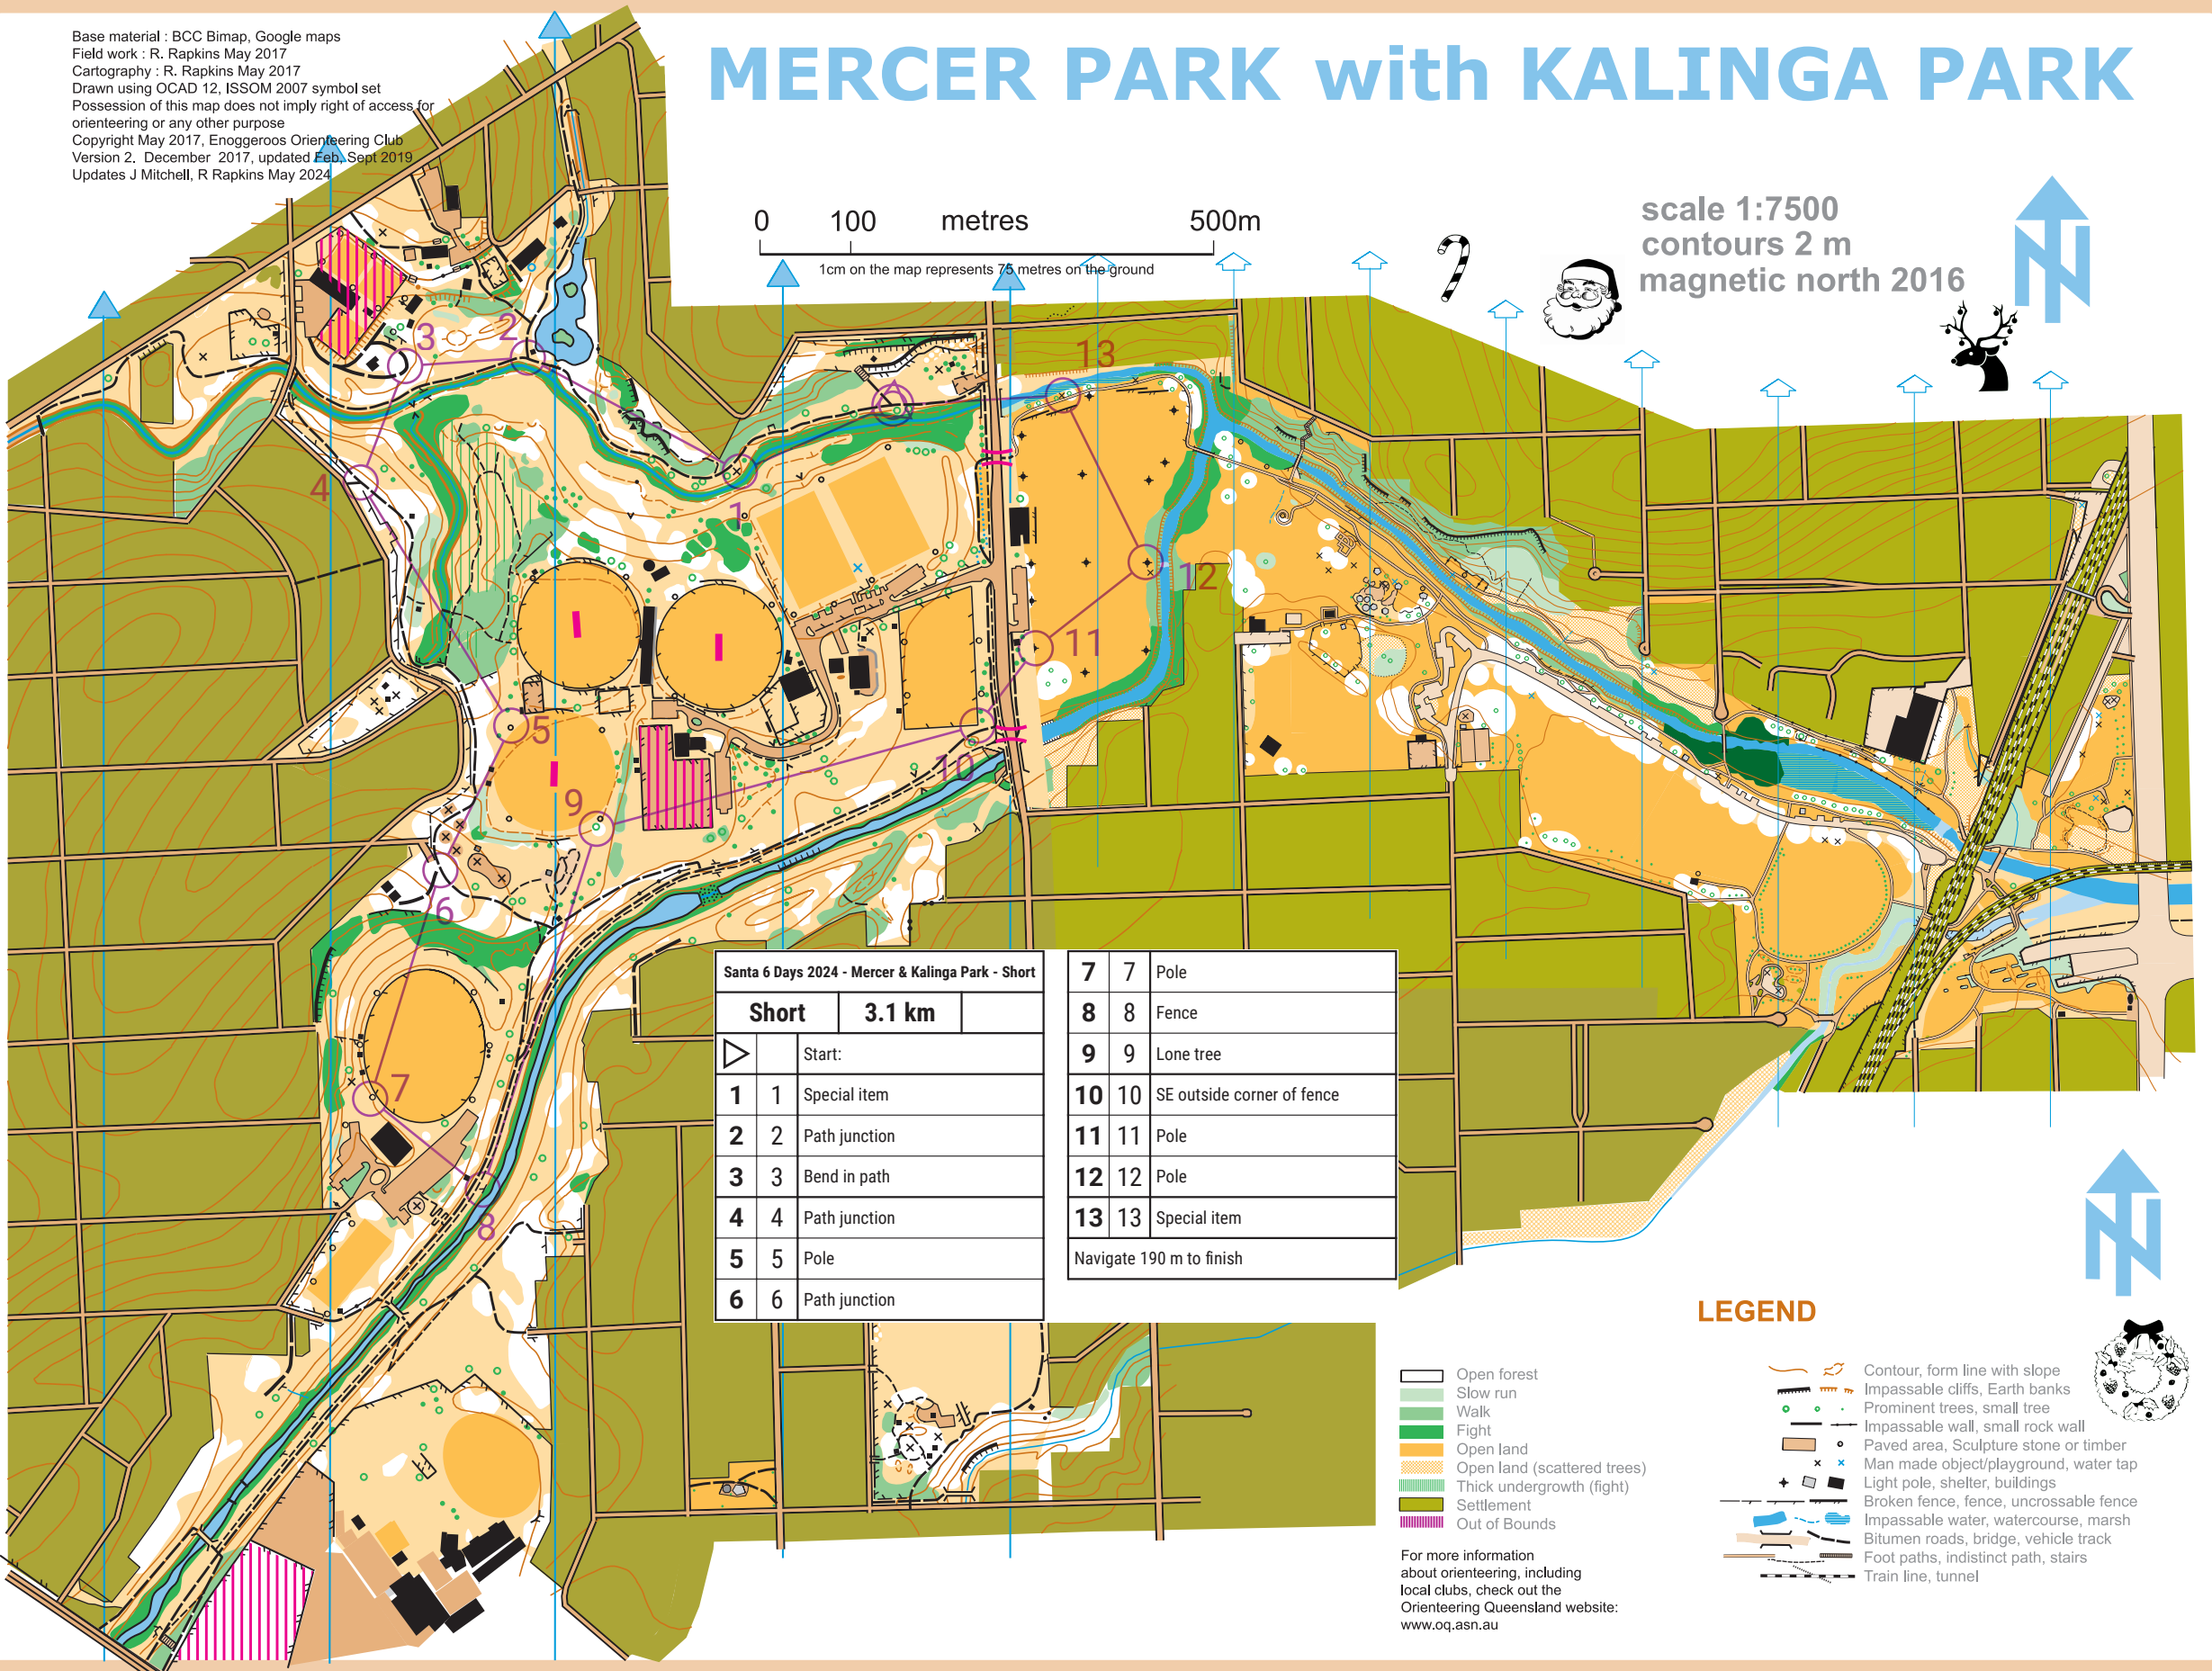 Base material : BCC Bimap, Google maps
Field work : R. Rapkins May 2017
Cartography : R. Rapkins May 2017
Drawn using OCAD 12, ISSOM 2007 symbol set
Possession of this map does not imply right of access for
orienteering or any other purpose
Copyright May 2017, Enoggeroos Orienteering Club
Version 2. December 2017, updated Feb, Sept 2019
Updates J Mitchell, R Rapkins May 2024
MERCER PARK with KALINGA PARK
0 100 metres 500m
1cm on the map represents 75 metres on the ground
scale 1:7500
contours 2 m
magnetic north 2016
N
3
2
13
4
1
12
11
5
10
9
6
7
8
Santa 6 Days 2024 - Mercer & Kalinga Park - Short
Short 3.1 km
Start:
1 1 Special item
2 2 Path junction
3 3 Bend in path
4 4 Path junction
5 5 Pole
6 6 Path junction
7 7 Pole
8 8 Fence
9 9 Lone tree
10 10 SE outside corner of fence
11 11 Pole
12 12 Pole
13 13 Special item
Navigate 190 m to finish
N
LEGEND
Open forest
Slow run
Walk
Fight
Open land
Open land (scattered trees)
Thick undergrowth (fight)
Settlement
Out of Bounds
Contour, form line with slope
Impassable cliffs, Earth banks
Prominent trees, small tree
Impassable wall, small rock wall
Paved area, Sculpture stone or timber
Man made object/playground, water tap
Light pole, shelter, buildings
Broken fence, fence, uncrossable fence
Impassable water, watercourse, marsh
Bitumen roads, bridge, vehicle track
Foot paths, indistinct path, stairs
Train line, tunnel
For more information
about orienteering, including
local clubs, check out the
Orienteering Queensland website:
www.oq.asn.au